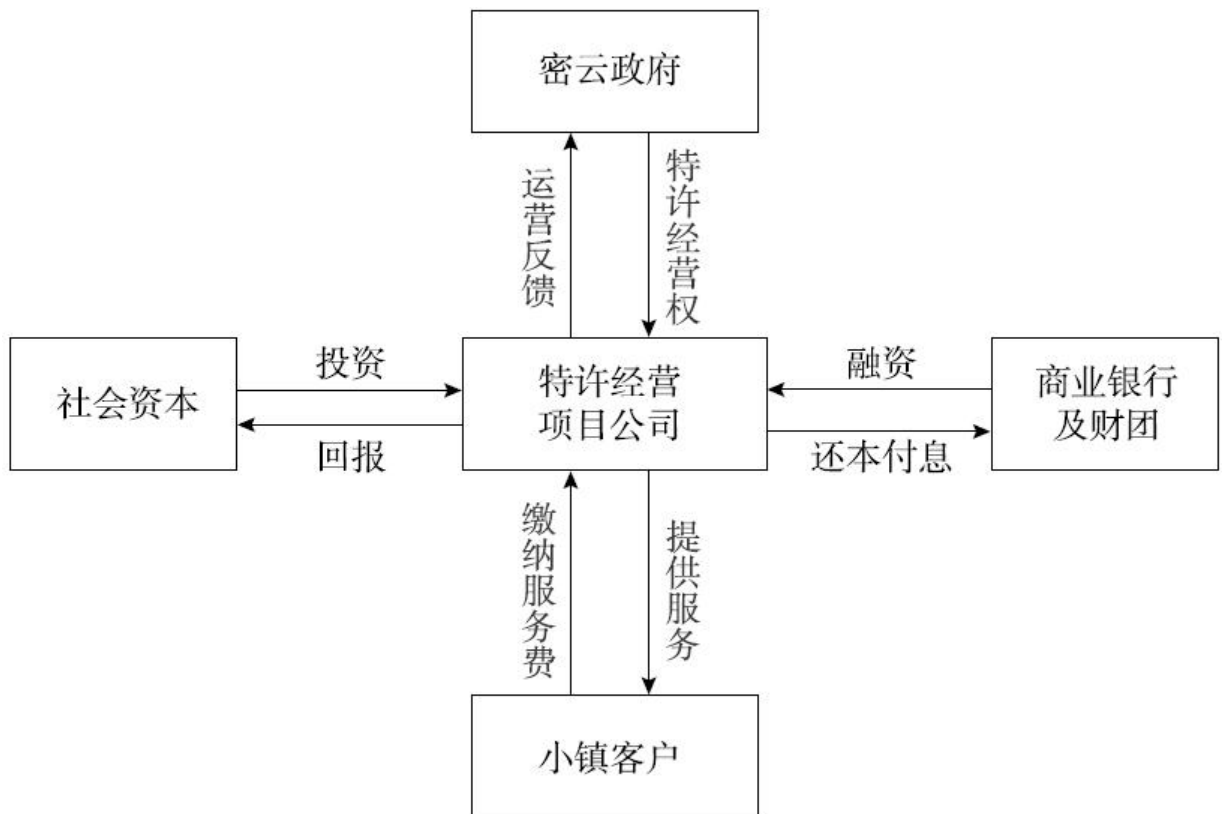 密云政府
运营反馈
特许经营权
社会资本
投资
回报
特许经营
项目公司
融资
还本付息
商业银行
及财团
缴纳服务费
提供服务
小镇客户